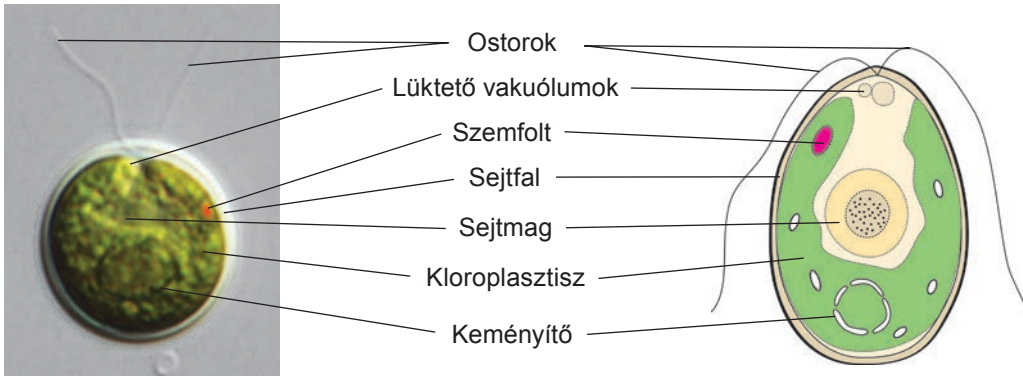 Ostorok
Lüktető vakuólumok
Szemfolt
Sejtfal
Sejtmag
Kloroplasztisz
Keményítő